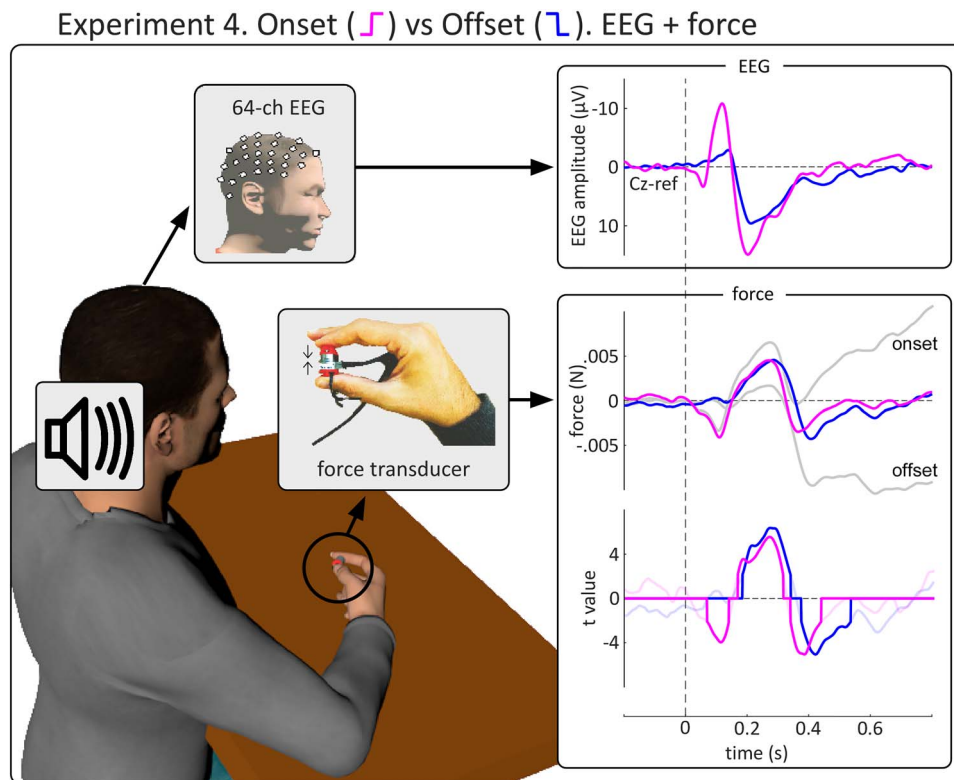 Experiment 4. Onset ( ) vs Offset ( ). EEG + force
64-ch EEG
EEG
EEG amplitude (μV)
-10
0
10
Cz-ref
force transducer
force
force (N)
.005
0
-.005
onset
offset
t value
4
0
-4
0
0.2
0.4
0.6
time (s)